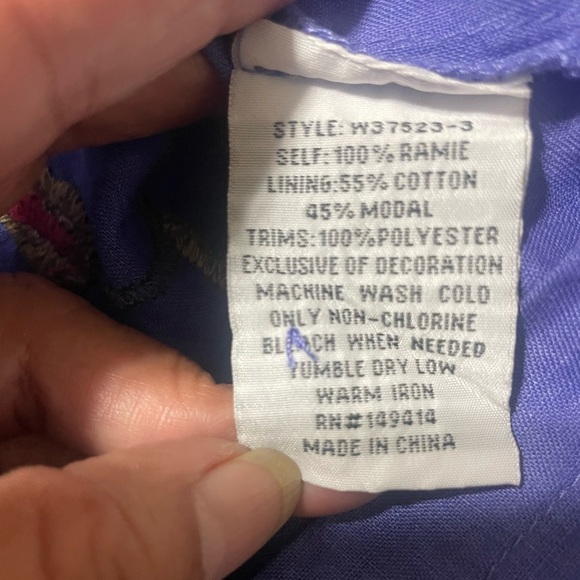 STYLE: W37523-3
SELF:100% RAMIE
LINING:55% COTTON
45% MODAL
TRIMS:100%POLYESTER
EXCLUSIVE OF DECORATION
MACHINE WASH COLD
ONLY NON-CHLORINE
BLEACH WHEN NEEDED
TUMBLE DRY LOW
WARM IRON
RN#149414
MADE IN CHINA